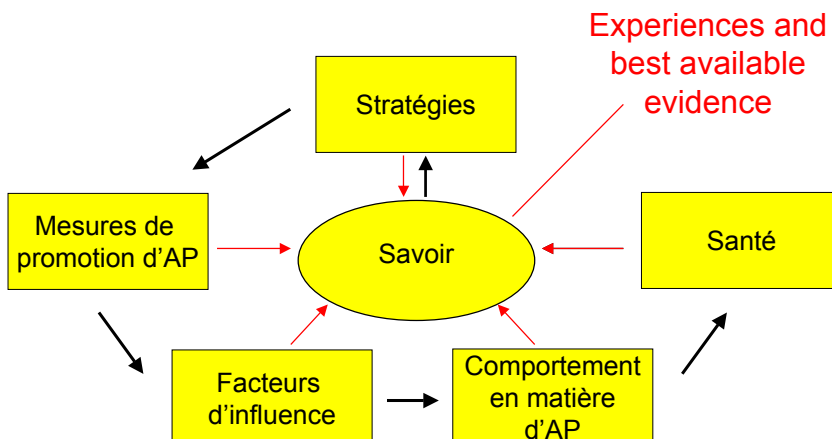 Experiences and
best available
evidence
Stratégies
Mesures de
promotion d’AP
Savoir
Santé
Facteurs
d’influence
Comportement
en matière
d’AP